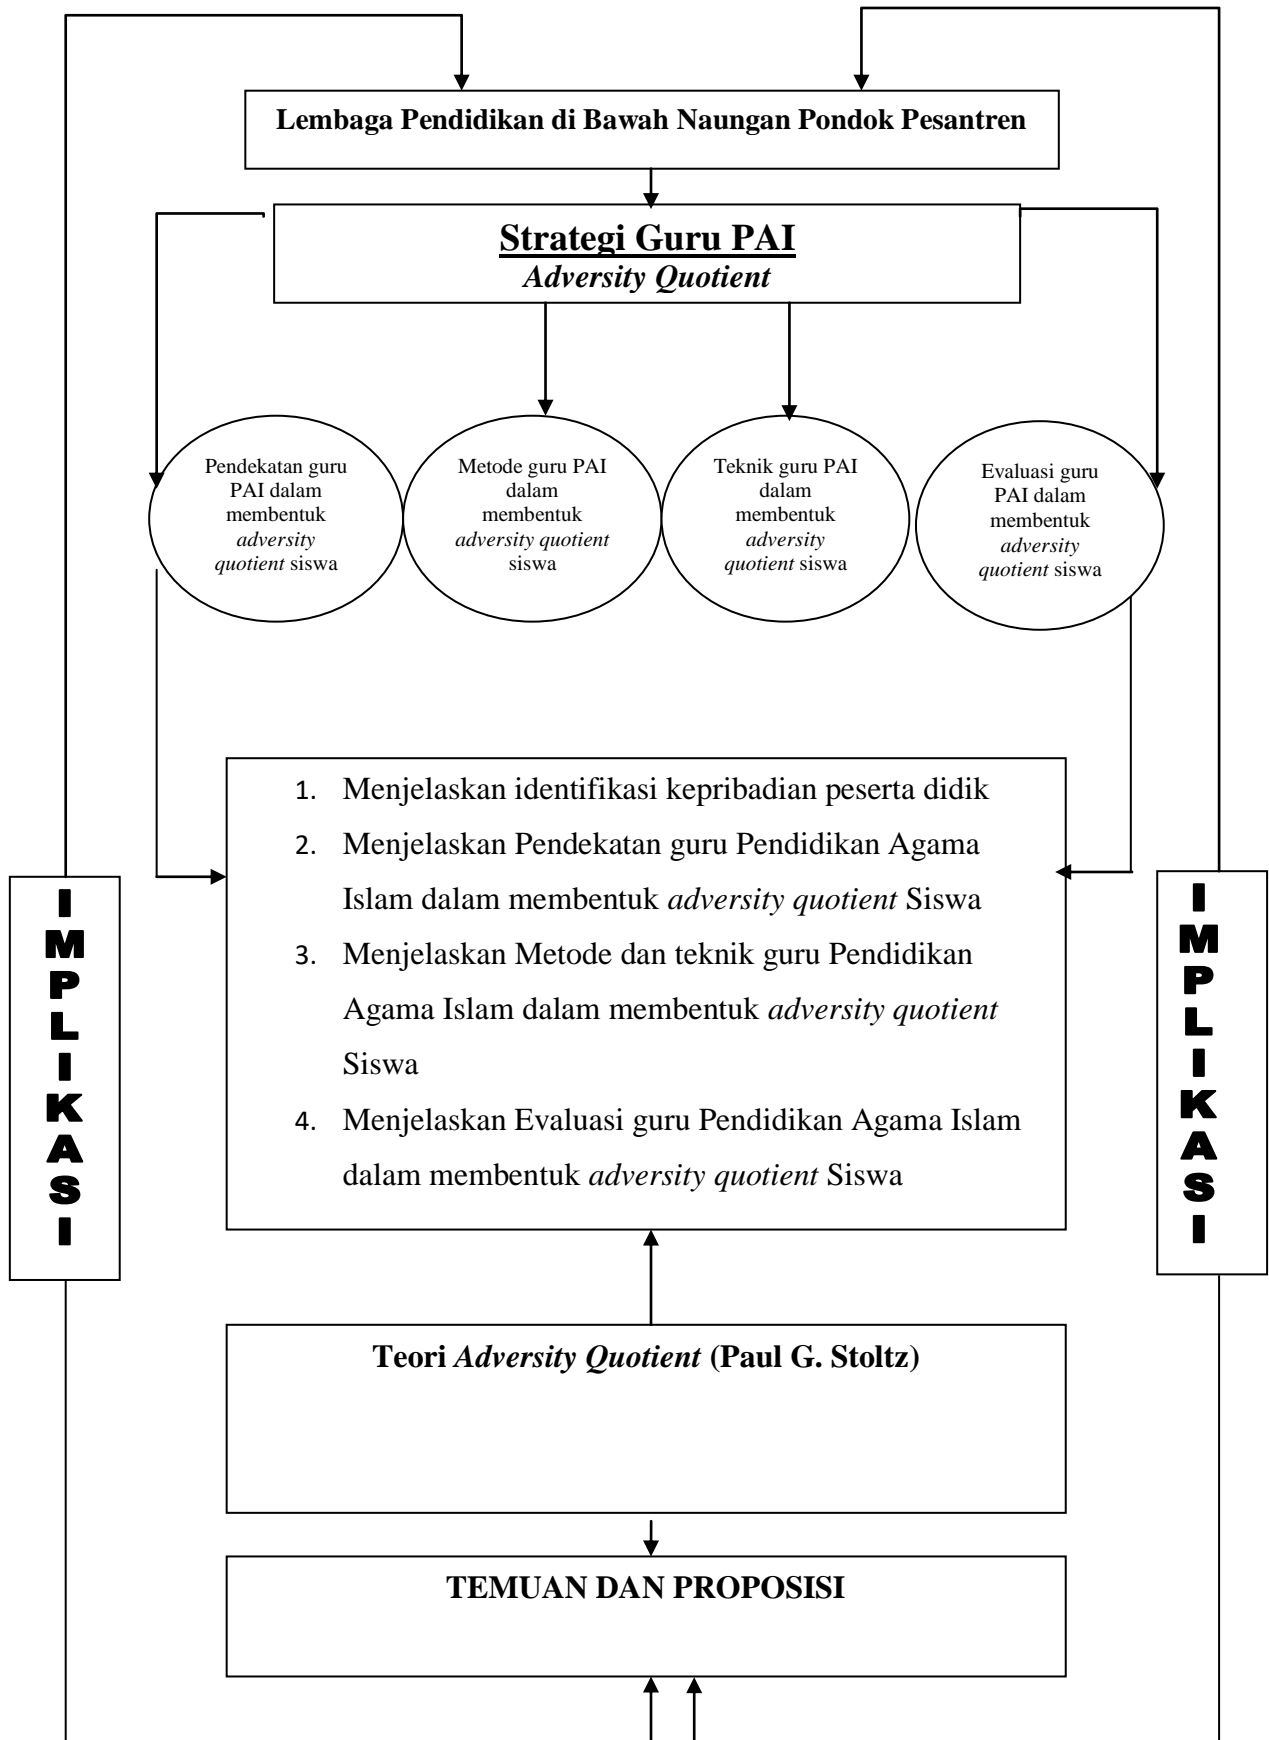 Lembaga Pendidikan di Bawah Naungan Pondok Pesantren
Strategi Guru PAI
Adversity Quotient
Pendekatan guru
PAI dalam
membentuk
adversity
quotient siswa
Metode guru PAI
dalam
membentuk
adversity quotient
siswa
Teknik guru PAI
dalam
membentuk
adversity
quotient siswa
Evaluasi guru
PAI dalam
membentuk
adversity
quotient siswa
1. Menjelaskan identifikasi kepribadian peserta didik
2. Menjelaskan Pendekatan guru Pendidikan Agama
Islam dalam membentuk adversity quotient Siswa
3. Menjelaskan Metode dan teknik guru Pendidikan
Agama Islam dalam membentuk adversity quotient
Siswa
4. Menjelaskan Evaluasi guru Pendidikan Agama Islam
dalam membentuk adversity quotient Siswa
IMPLIKASI
IMPLIKASI
Teori Adversity Quotient (Paul G. Stoltz)
TEMUAN DAN PROPOSISI